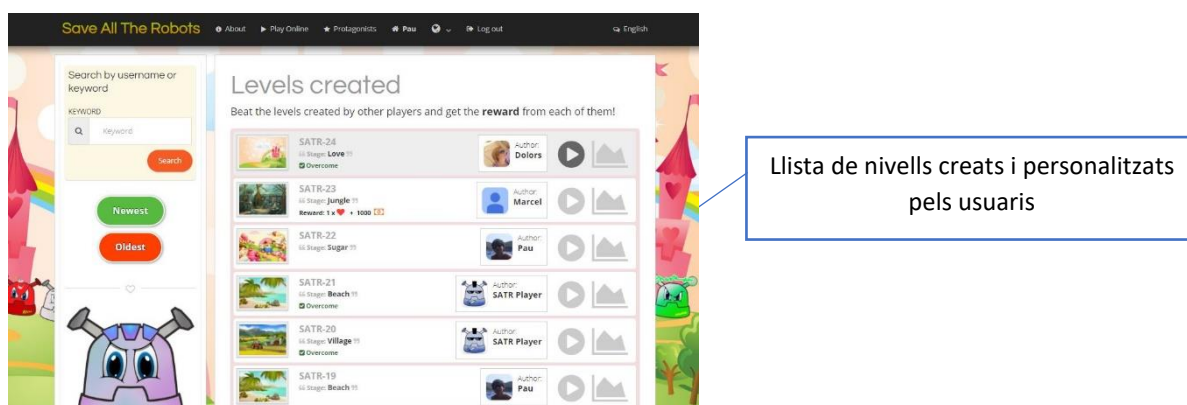 Save All The Robots About Play Online Protagonists Pau Log out English
Search by username or
keyword
KEYWORD
Keyword
Search
Newest
Oldest
Levels created
Beat the levels created by other players and get the reward from each of them!
SATR-24
Stage: Love
Overcome
Author:
Dolors
SATR-23
Stage: Jungle
Reward: 1 x + 1000
Author:
Marcel
SATR-22
Stage: Sugar
Author:
Pau
SATR-21
Stage: Beach
Overcome
Author:
SATR Player
SATR-20
Stage: Village
Overcome
Author:
SATR Player
SATR-19
Stage: Beach
Author:
Pau
Llista de nivells creats i personalitzats
pels usuaris